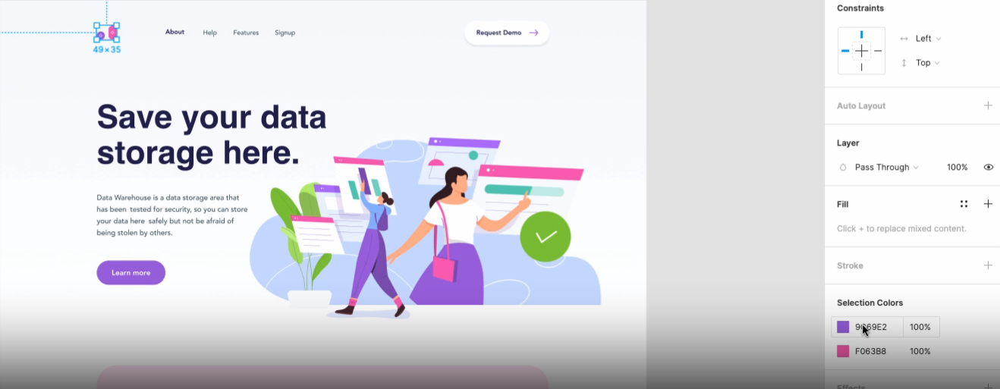 49×35
About Help Features Signup
Request Demo
Save your data
storage here.
Data Warehouse is a data storage area that
has been tested for security, so you can store
your data here safely but not be afraid of
being stolen by others.
Learn more
Constraints
Left
Top
Auto Layout
Layer
Pass Through 100%
Fill
Click + to replace mixed content.
Stroke
Selection Colors
100%
F063B8 100%
Effects